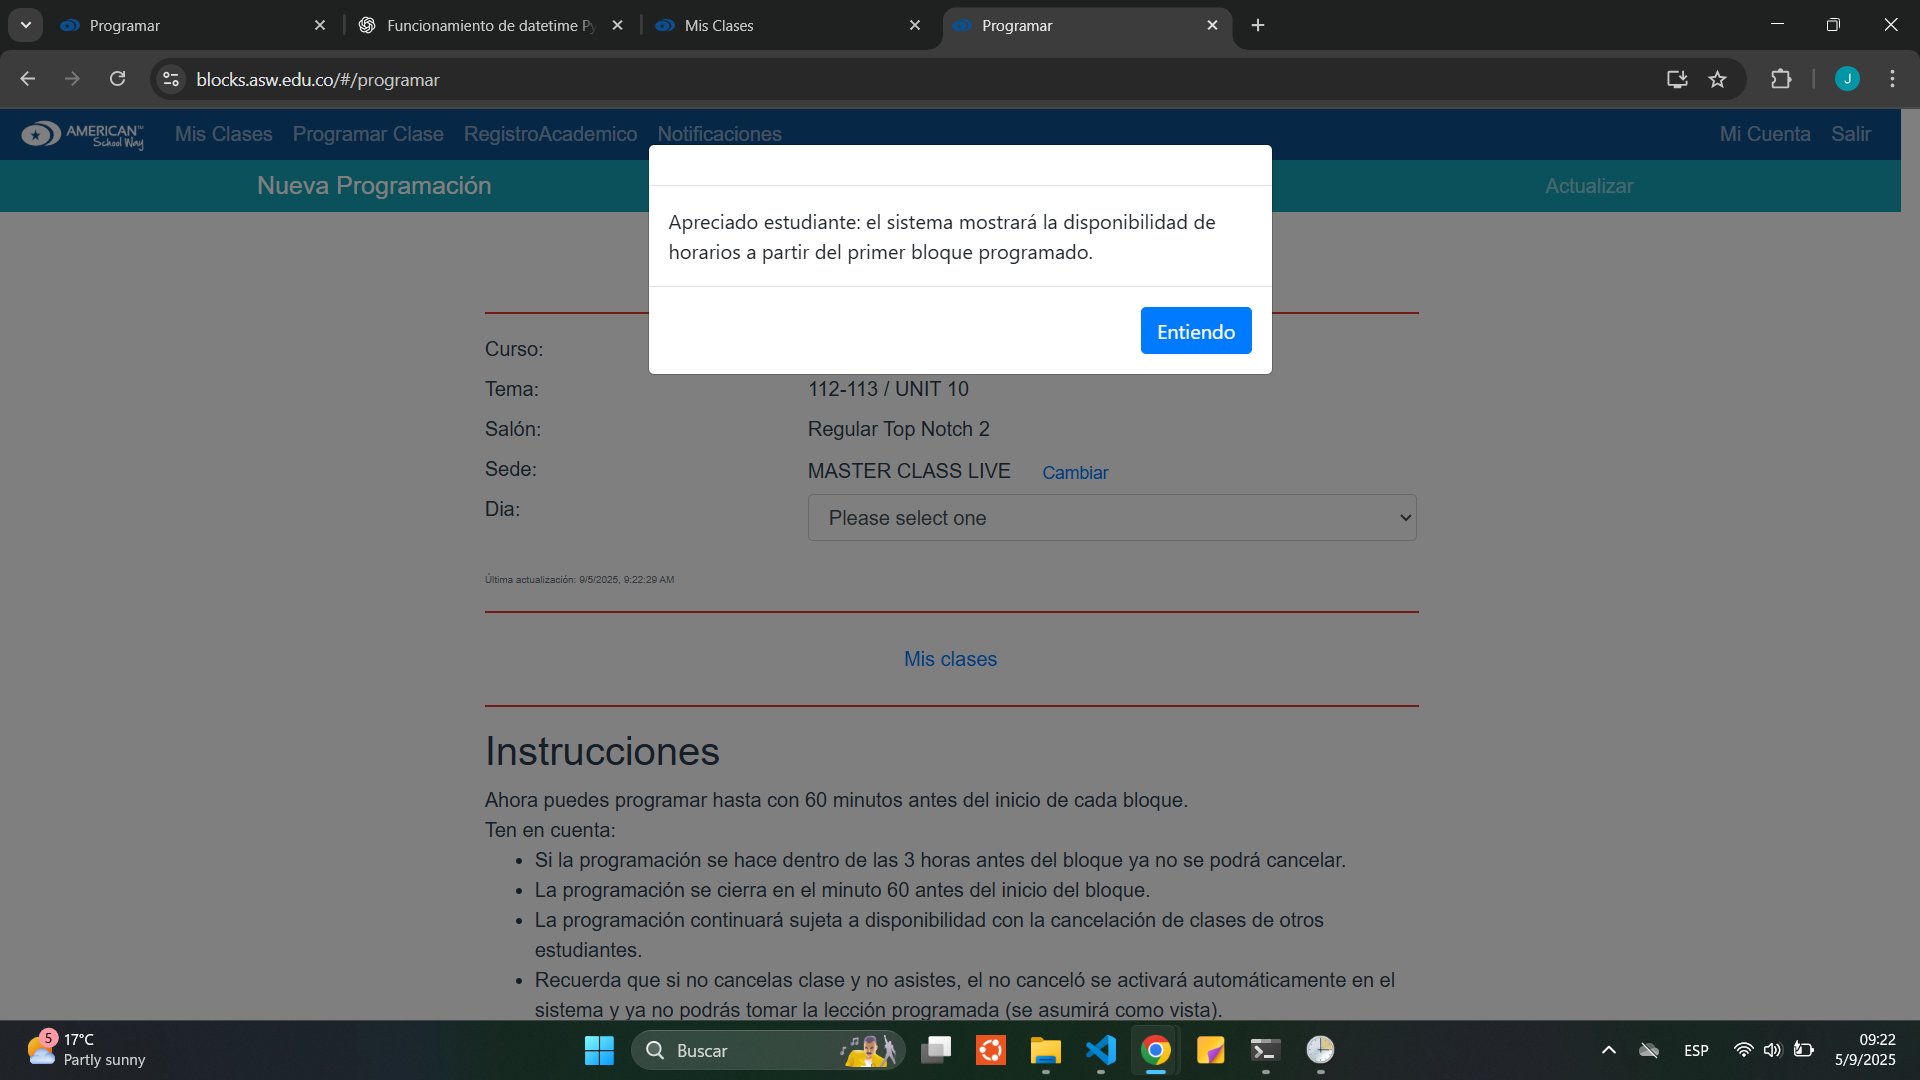 Programar
Funcionamiento de datetime Py
Mis Clases
Programar
blocks.asw.edu.co/#/programar
J
AMERICAN™
School Way
Mis Clases
Programar Clase
RegistroAcademico
Notificaciones
Mi Cuenta
Salir
Nueva Programación
Actualizar
Apreciado estudiante: el sistema mostrará la disponibilidad de
horarios a partir del primer bloque programado.
Entiendo
Curso:
Tema:
112-113 / UNIT 10
Salón:
Regular Top Notch 2
Sede:
MASTER CLASS LIVE
Cambiar
Dia:
Please select one
Última actualización: 9/5/2025, 9:22:29 AM
Mis clases
Instrucciones
Ahora puedes programar hasta con 60 minutos antes del inicio de cada bloque.
Ten en cuenta:
Si la programación se hace dentro de las 3 horas antes del bloque ya no se podrá cancelar.
La programación se cierra en el minuto 60 antes del inicio del bloque.
La programación continuará sujeta a disponibilidad con la cancelación de clases de otros
estudiantes.
Recuerda que si no cancelas clase y no asistes, el no canceló se activará automáticamente en el
sistema y ya no podrás tomar la lección programada (se asumirá como vista).
5
17°C
Partly sunny
Buscar
ESP
09:22
5/9/2025